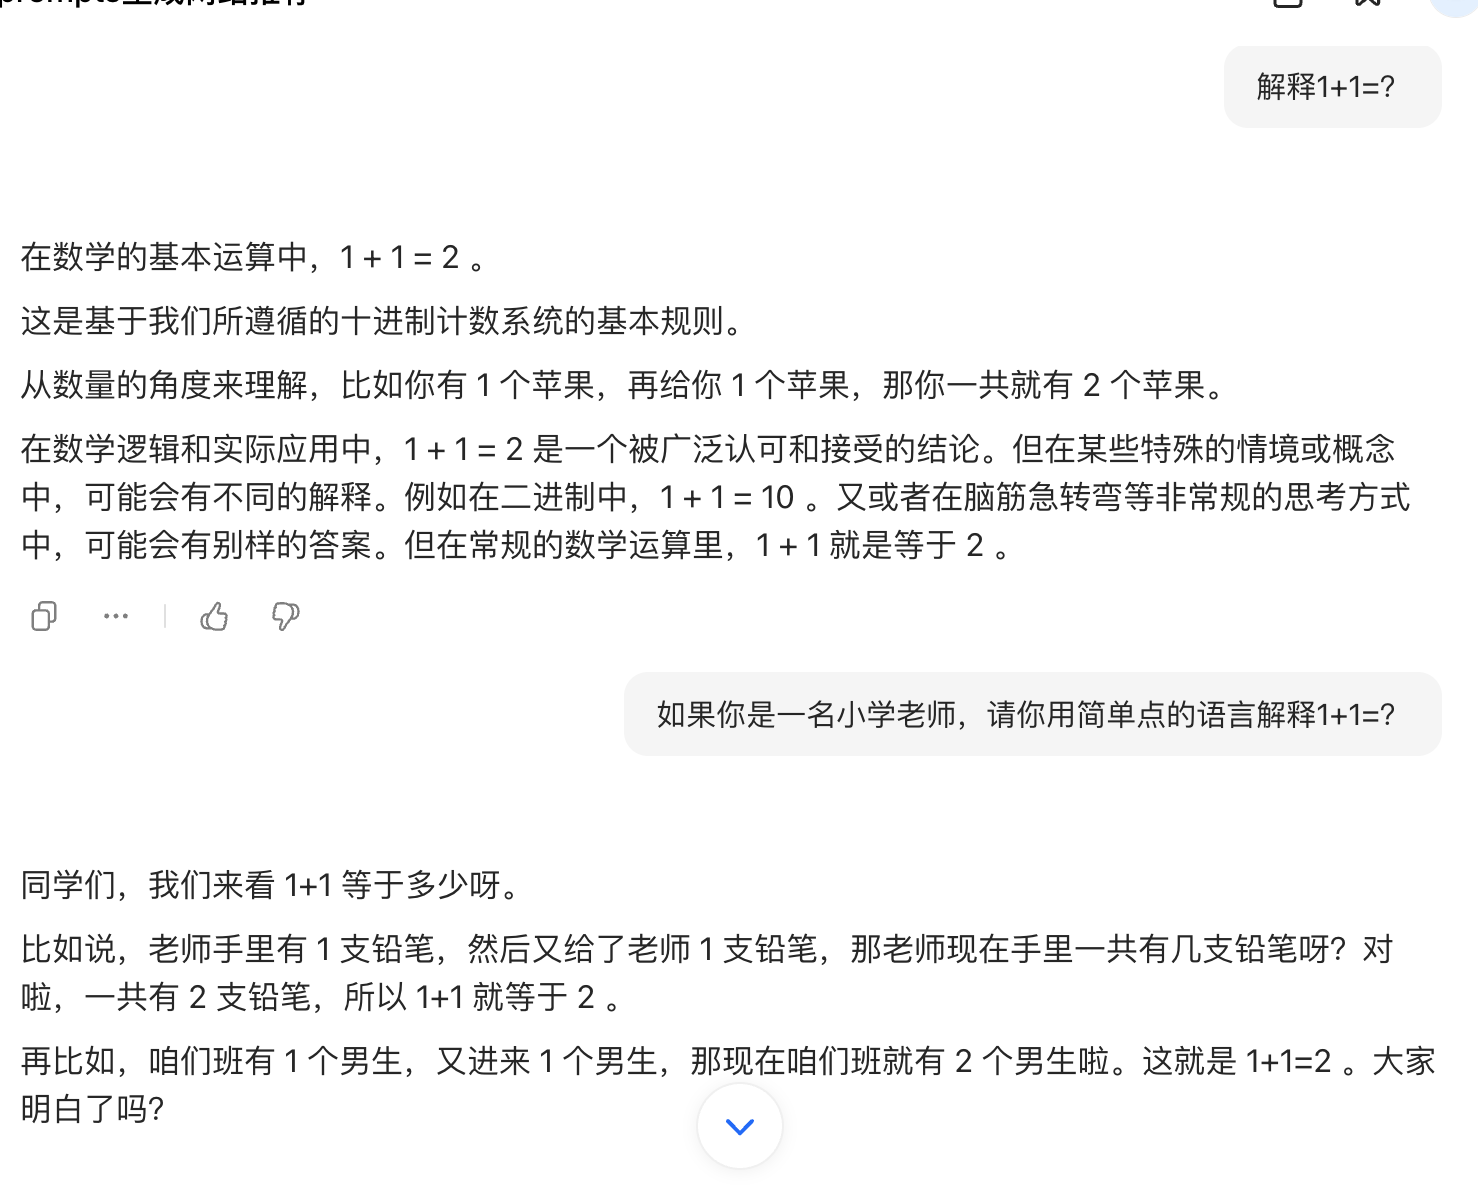 解释1+1=?
在数学的基本运算中，1 + 1 = 2 。
这是基于我们所遵循的十进制计数系统的基本规则。
从数量的角度来理解，比如你有 1 个苹果，再给你 1 个苹果，那你一共就有 2 个苹果。
在数学逻辑和实际应用中，1 + 1 = 2 是一个被广泛认可和接受的结论。但在某些特殊的情境或概念
中，可能会有不同的解释。例如在二进制中，1 + 1 = 10 。又或者在脑筋急转弯等非常规的思考方式
中，可能会有别样的答案。但在常规的数学运算里，1 + 1 就是等于 2 。
如果你是一名小学老师，请你用简单点的语言解释1+1=?
同学们，我们来看 1+1 等于多少呀。
比如说，老师手里有 1 支铅笔，然后又给了老师 1 支铅笔，那老师现在手里一共有几支铅笔呀？对
啦，一共有 2 支铅笔，所以 1+1 就等于 2 。
再比如，咱们班有 1 个男生，又进来 1 个男生，那现在咱们班就有 2 个男生啦。这就是 1+1=2 。大家
明白了吗？